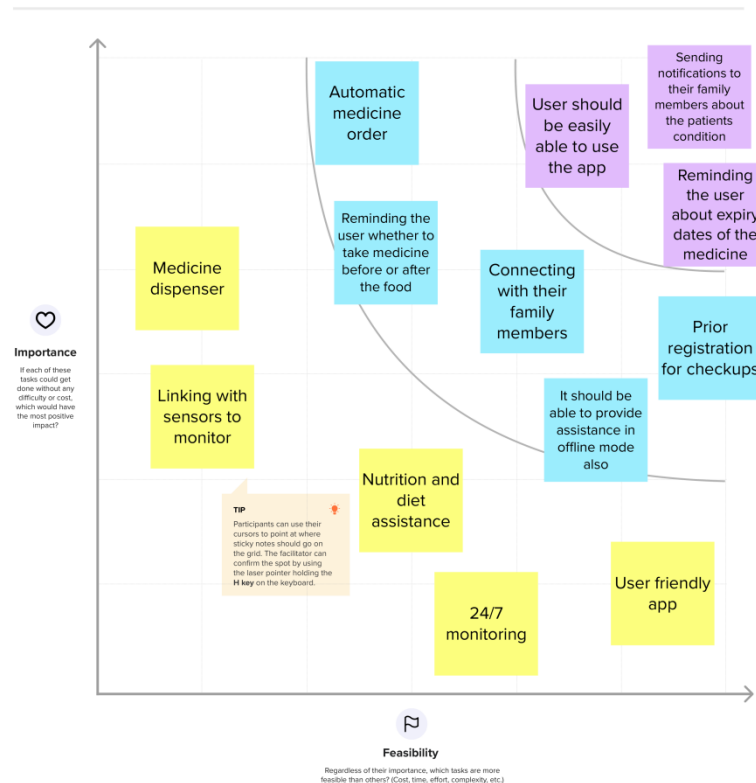 Automatic
medicine
order
User should
be easily
able to use
the app
Sending
notifications to
their family
members about
the patients
condition
Reminding
the user
about expiry
dates of the
medicine
Reminding the
user whether to
take medicine
before or after
the food
Medicine
dispenser
Connecting
with their
family
members
Prior
registration
for checkups
Importance
If each of these
tasks could get
done without any
difficulty or cost,
which would have
the most positive
impact?
Linking with
sensors to
monitor
It should be
able to provide
assistance in
offline mode
also
Nutrition and
diet
assistance
TIP
Participants can use their
cursors to point at where
sticky notes should go on
the grid. The facilitator can
confirm the spot by using
the laser pointer holding the
H key on the keyboard.
24/7
monitoring
User friendly
app
Feasibility
Regardless of their importance, which tasks are more
feasible than others? (Cost, time, effort, complexity, etc.)